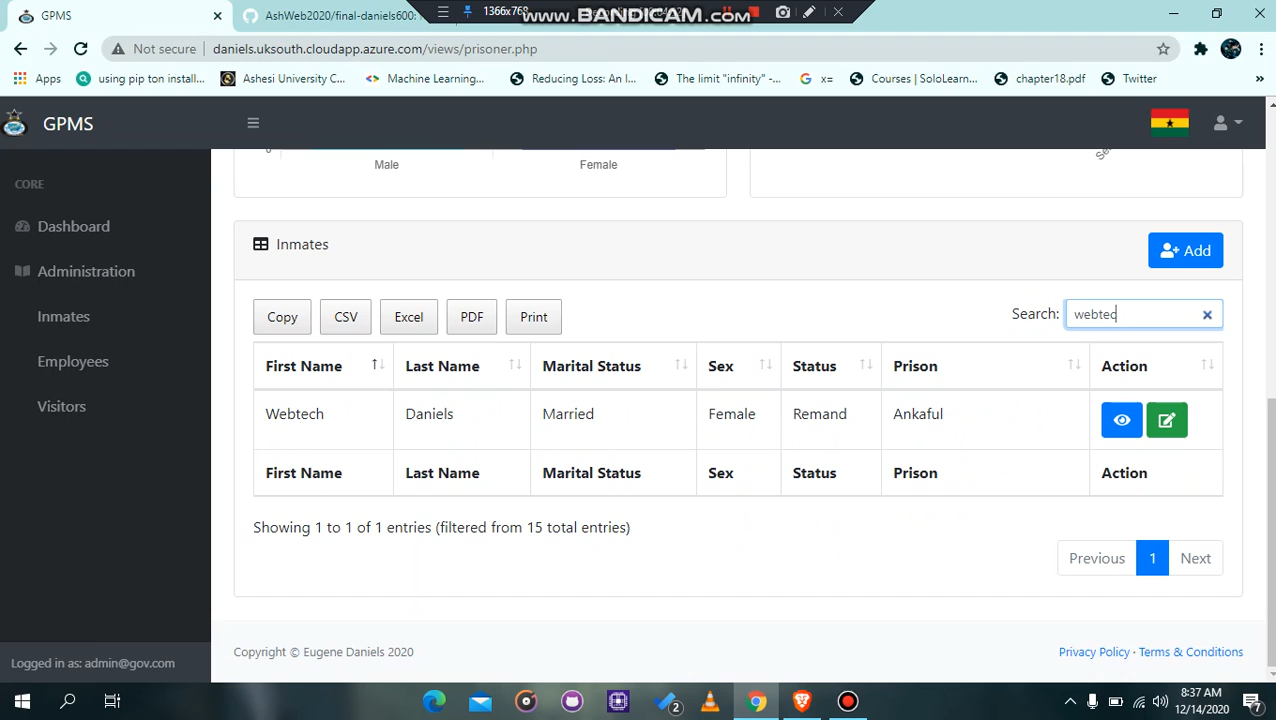 GPMS
AshWeb2020/final-daniels600:
1366x768
www.BANDICAM.com
Not secure
daniels.uksouth.cloudapp.azure.com/views/prisoner.php
Apps
using pip ton install...
Ashesi University C...
Machine Learning...
Reducing Loss: An I...
The limit "infinity" -...
x=
Courses | SoloLearn...
chapter18.pdf
Twitter
»
GPMS
CORE
Dashboard
Administration
Inmates
Employees
Visitors
Logged in as: admin@gov.com
0
Male
Female
Inmates
Add
Copy
CSV
Excel
PDF
Print
Search:
webtec
First Name
Last Name
Marital Status
Sex
Status
Prison
Action
Webtech
Daniels
Married
Female
Remand
Ankaful
First Name
Last Name
Marital Status
Sex
Status
Prison
Action
Showing 1 to 1 of 1 entries (filtered from 15 total entries)
Previous
1
Next
Copyright © Eugene Daniels 2020
Privacy Policy · Terms & Conditions
2
8:37 AM
12/14/2020
7